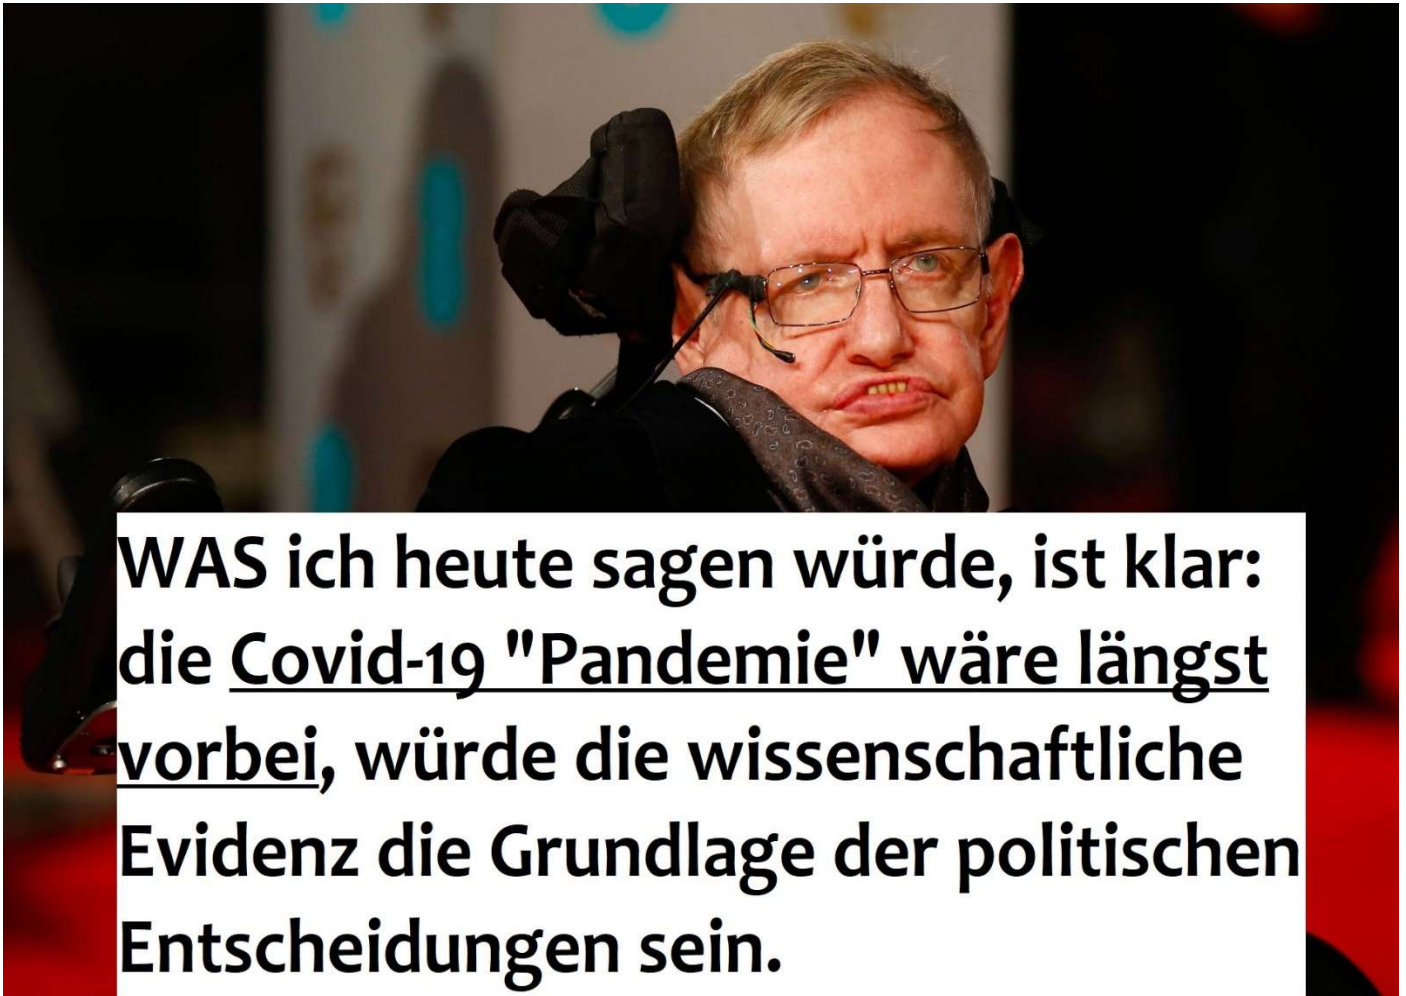 WAS ich heute sagen würde, ist klar:
die Covid-19 "Pandemie" wäre längst
vorbei, würde die wissenschaftliche
Evidenz die Grundlage der politischen
Entscheidungen sein.